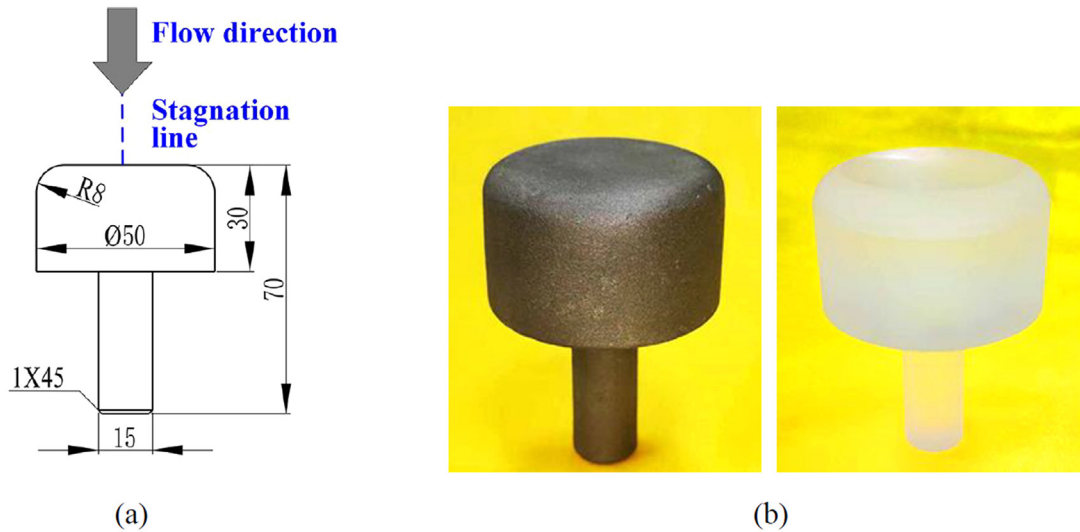 Flow direction
Stagnation
line
R8
Ø50
30
70
1X45
15
(a)
(b)